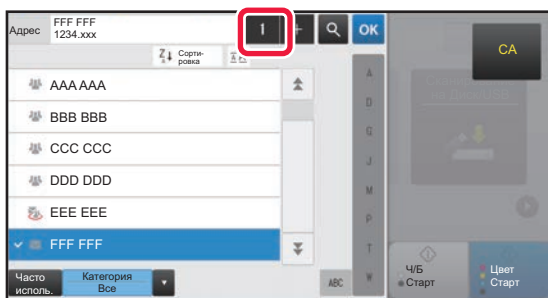 Адрес
FFF FFF
1234.xxx
1
+
OK
CA
Z
Сорти-
ровка
AAA AAA
BBB BBB
CCC CCC
DDD DDD
EEE EEE
FFF FFF
A
D
G
J
M
P
T
W
Часто
исполь.
Категория
Все
ABC
Ч/Б
Старт
Цвет
Старт